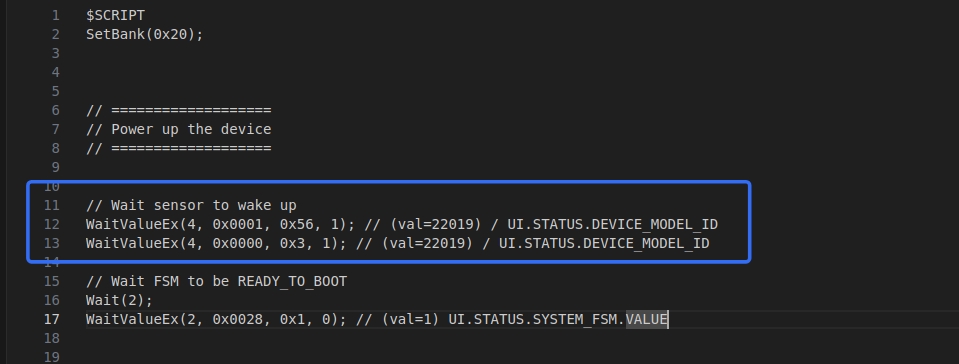 1 $SCRIPT
2 SetBank(0x20);
3
4
5
6 // ===================
7 // Power up the device
8 // ===================
9
10
11 // Wait sensor to wake up
12 WaitValueEx(4, 0x0001, 0x56, 1); // (val=22019) / UI.STATUS.DEVICE_MODEL_ID
13 WaitValueEx(4, 0x0000, 0x3, 1); // (val=22019) / UI.STATUS.DEVICE_MODEL_ID
14
15 // Wait FSM to be READY_TO_BOOT
16 Wait(2);
17 WaitValueEx(2, 0x0028, 0x1, 0); // (val=1) UI.STATUS.SYSTEM_FSM.VALUE
18
19